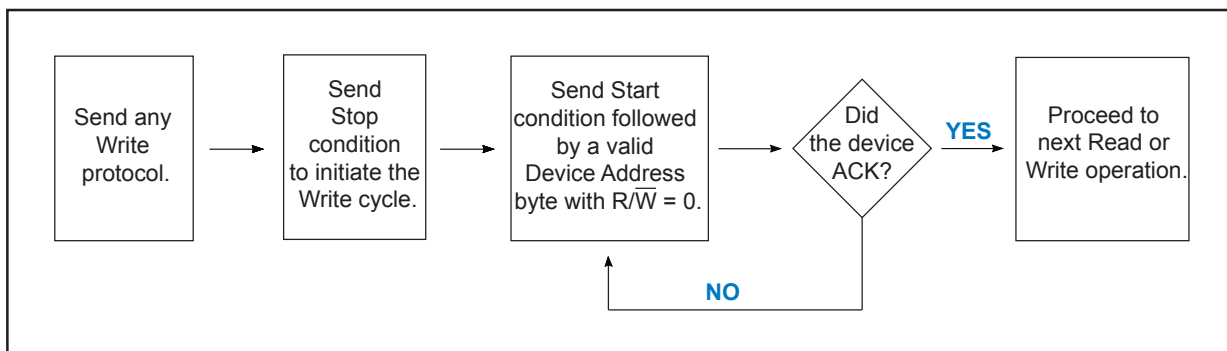 Send any
Write
protocol.
Send
Stop
condition
to initiate the
Write cycle.
Send Start
condition followed
by a valid
Device Address
byte with R/W̅ = 0.
Did
the device
ACK?
YES
NO
Proceed to
next Read or
Write operation.